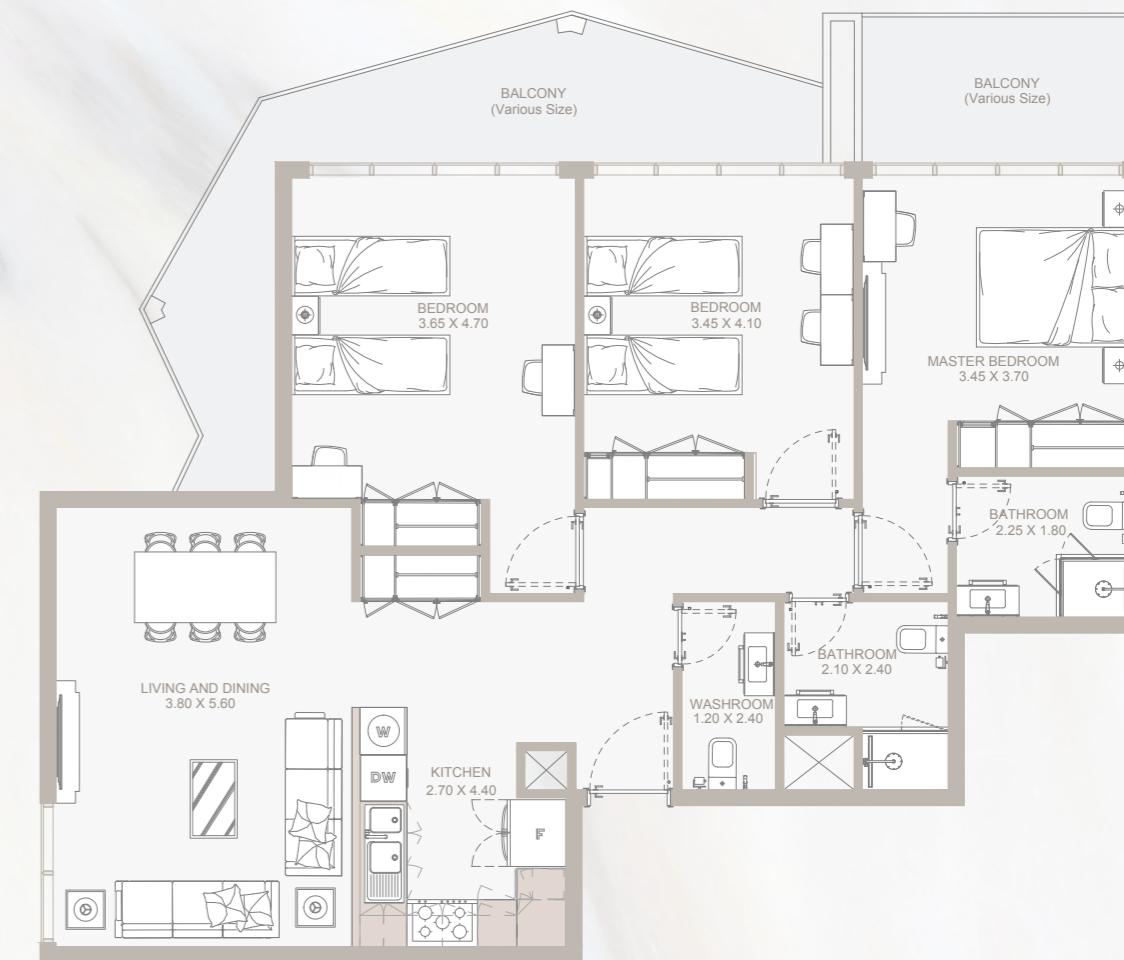 BALCONY
(Various Size)
BALCONY
(Various Size)
BEDROOM
3.65 X 4.70
BEDROOM
3.45 X 4.10
MASTER BEDROOM
3.45 X 3.70
BATHROOM
2.25 X 1.80
BATHROOM
2.10 X 2.40
WASHROOM
1.20 X 2.40
LIVING AND DINING
3.80 X 5.60
W
DW
KITCHEN
2.70 X 4.40
F